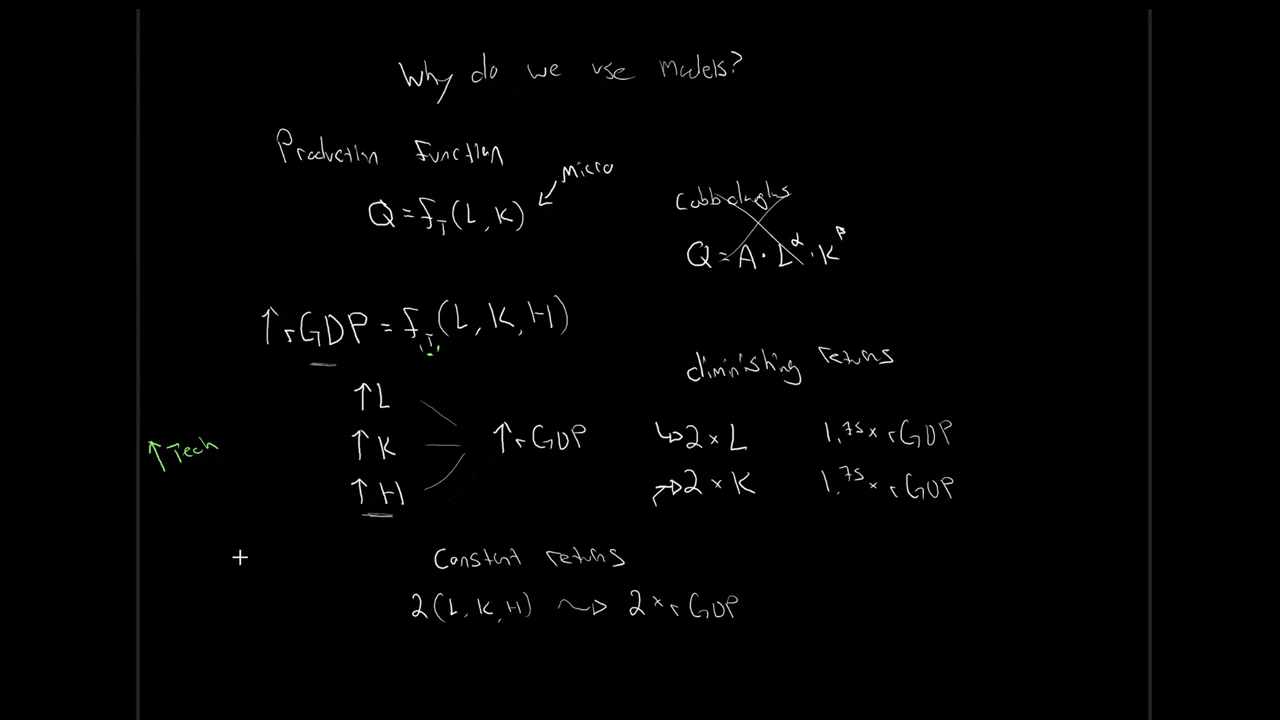 Why do we use models?
Production Function
Micro
Q = f_T(L, K)
Cobb douglas
Q = A · L^α · K^β
↑rGDP = f_T(L, K, H)
diminishing returns
↑L
↑K
↑H
↑rGDP
↑Tech
↳ 2 × L 1.75 × rGDP
→ 2 × K 1.75 × rGDP
Constant returns
2(L, K, H) ⇝ 2 × rGDP